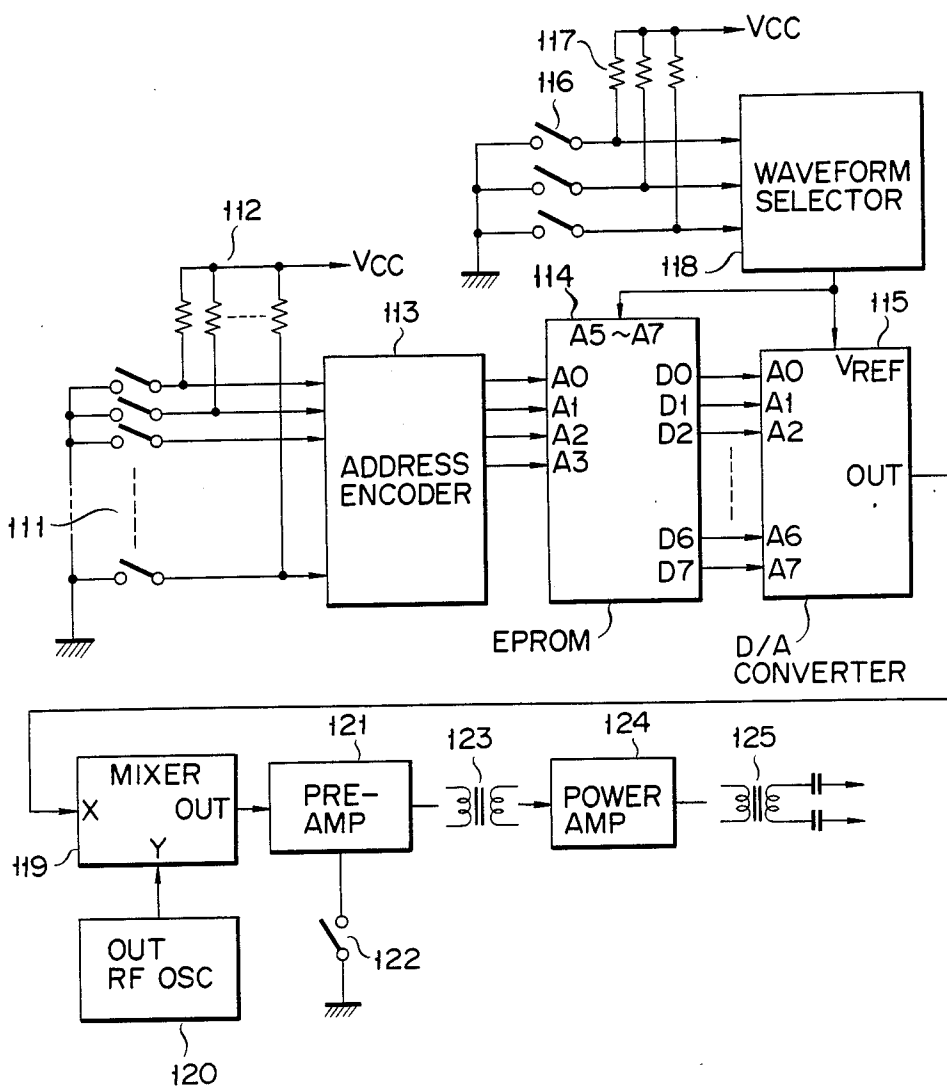 117
VCC
116
WAVEFORM
SELECTOR
118
112
VCC
113
114
115
A5~A7
VREF
ADDRESS
ENCODER
A0
A1
A2
A3
D0
D1
D2
D6
D7
A0
A1
A2
A6
A7
OUT
111
EPROM
D/A
CONVERTER
MIXER
X
OUT
Y
119
121
PRE-
AMP
123
124
POWER
AMP
125
122
OUT
RF OSC
120